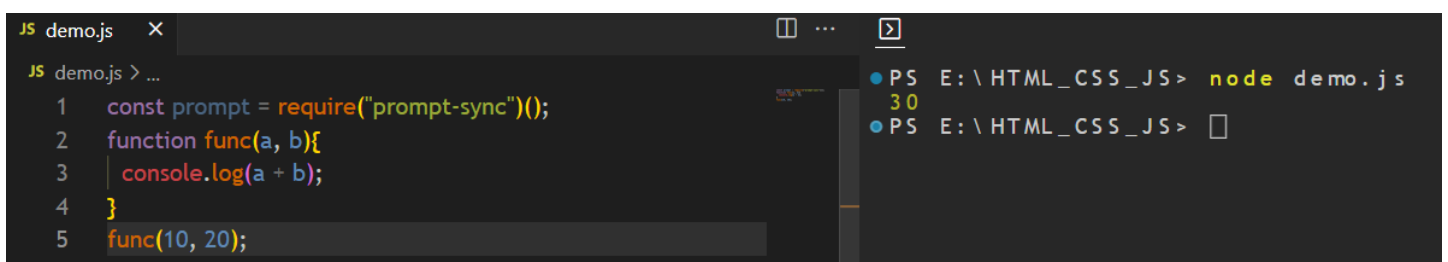 JS demo.js ×
JS demo.js > ...
1 const prompt = require("prompt-sync")();
2 function func(a, b){
3 console.log(a + b);
4 }
5 func(10, 20);
PS E:\HTML_CSS_JS> node demo.js
30
PS E:\HTML_CSS_JS>